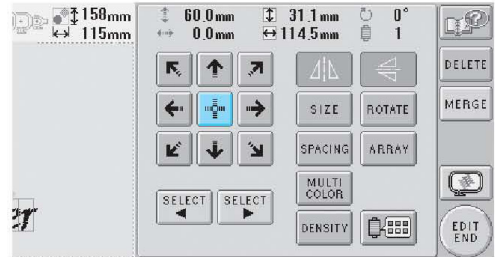 158mm 60.0mm 31.1mm 0°
115mm 0.0mm 114.5mm 1
DELETE
SIZE ROTATE MERGE
SPACING ARRAY
MULTI
COLOR
SELECT SELECT
DENSITY
EDIT
END
er